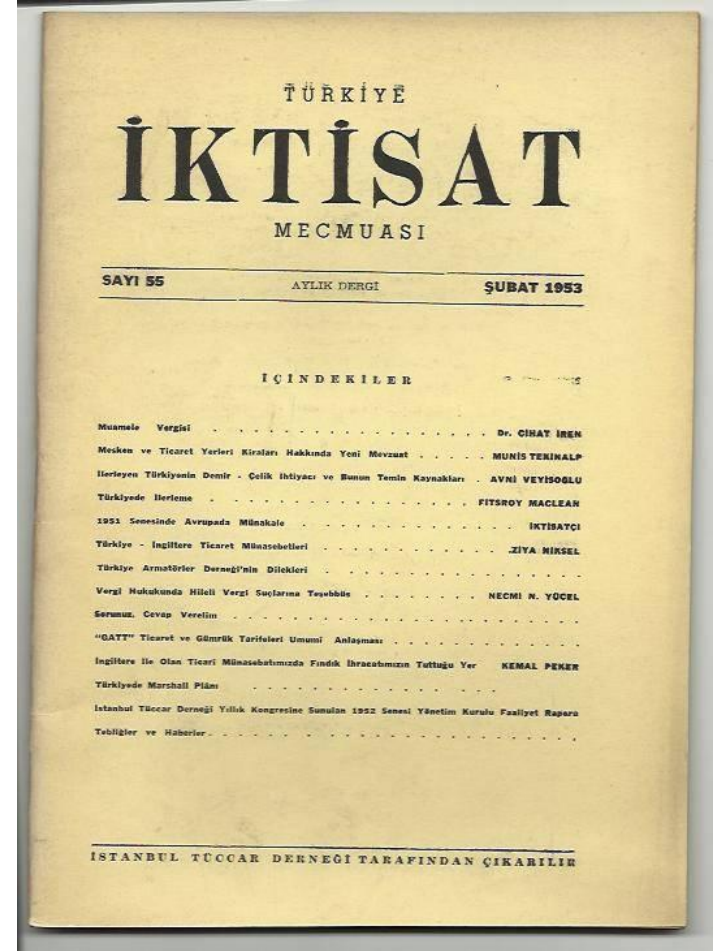 TÜRKİYE
İKTİSAT
MECMUASI
SAYI 55 AYLIK DERGİ ŞUBAT 1953
İÇİNDEKİLER
Muamele Vergisi . . . . . . . . . . . . . . . . . Dr. CİHAT İREN
Mesken ve Ticaret Yerleri Kiraları Hakkında Yeni Mevzuat . . . . . MUNİS TEKİNALP
İlerleyen Türkiyenin Demir - Çelik İhtiyacı ve Bunun Temin Kaynakları . AVNİ VEYİSOĞLU
Türkiyede İlerleme . . . . . . . . . . . . . . . . FITSROY MACLEAN
1951 Senesinde Avrupada Münakale . . . . . . . . . . . . . . İKTİSATÇI
Türkiye - İngiltere Ticaret Münasebetleri . . . . . . . . . . . . . ZİYA NİKSEL
Türkiye Armatörler Derneği'nin Dilekleri . . . . . . . . . . . . . . . .
Vergi Hukukunda Hileli Vergi Suçlarına Teşebbüs . . . . . . . . NECMİ N. YÜCEL
Sorunuz, Cevap Verelim . . . . . . . . . . . . . . . . . . . . . .
"GATT" Ticaret ve Gümrük Tarifeleri Umumî Anlaşması . . . . . . . . . . . .
İngiltere ile Olan Ticarî Münasebatımızda Fındık İhracatımızın Tuttuğu Yer KEMAL PEKER
Türkiyede Marshall Plânı . . . . . . . . . . . . . . .
İstanbul Tüccar Derneği Yıllık Kongresine Sunulan 1952 Senesi Yönetim Kurulu Faaliyet Raporu
Tebliğler ve Haberler . . . . . . . . . . . . . . . . . . . . . .
İSTANBUL TÜCCAR DERNEĞİ TARAFINDAN ÇIKARILIR